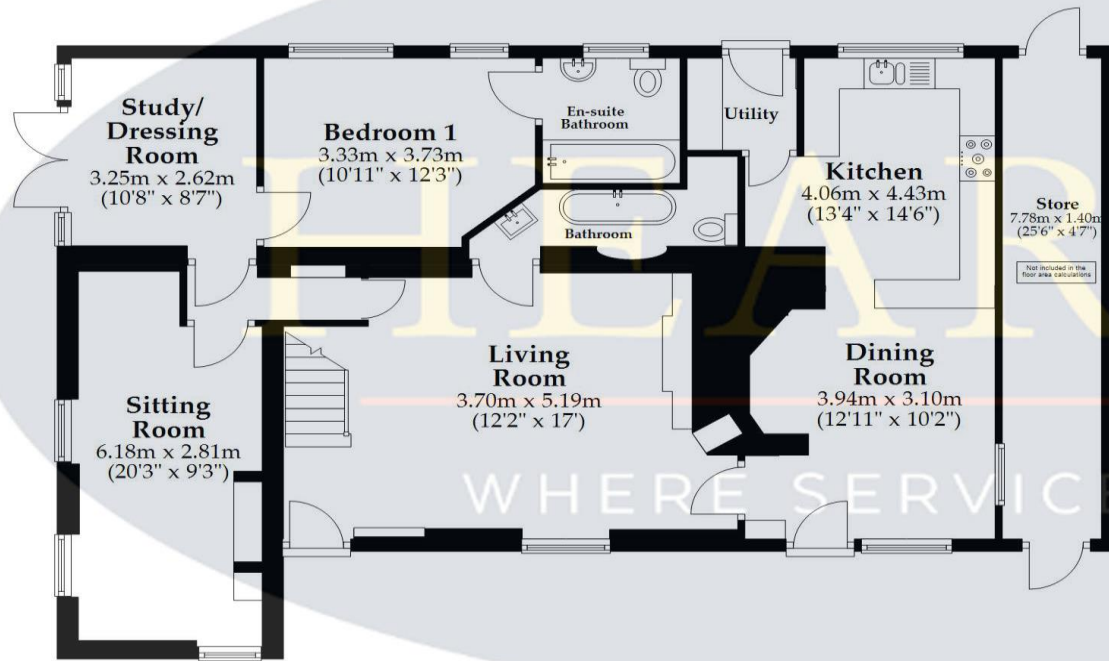 Study/
Dressing
Room
3.25m x 2.62m
(10'8" x 8'7")
Bedroom 1
3.33m x 3.73m
(10'11" x 12'3")
En-suite
Bathroom
Utility
Kitchen
4.06m x 4.43m
(13'4" x 14'6")
Store
7.78m x 1.40m
(25'6" x 4'7")
Not included in the
floor area calculations
Bathroom
Living
Room
3.70m x 5.19m
(12'2" x 17')
Dining
Room
3.94m x 3.10m
(12'11" x 10'2")
Sitting
Room
6.18m x 2.81m
(20'3" x 9'3")
HEAR
WHERE SERVIC